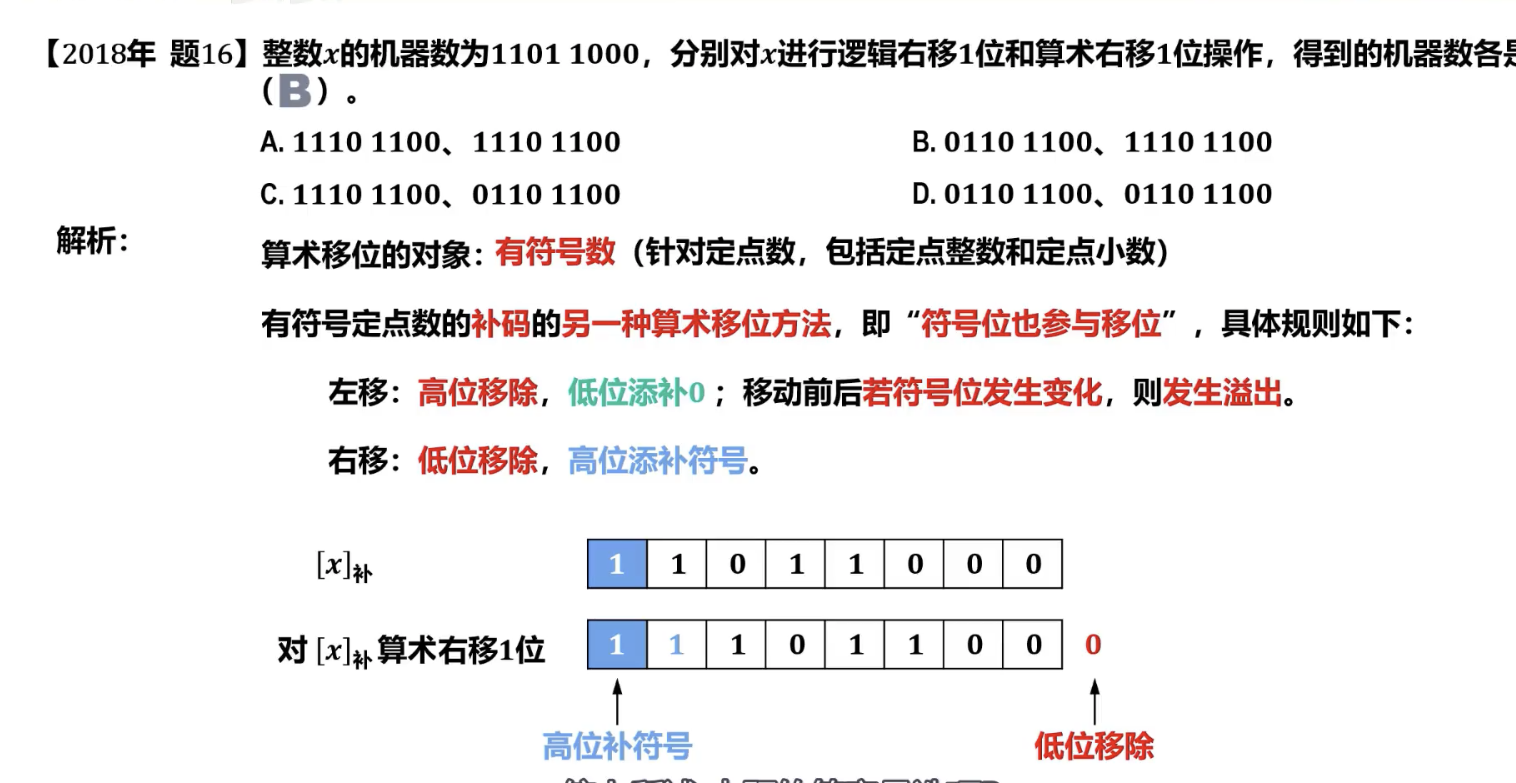 【2018年 题16】整数x的机器数为1101 1000，分别对x进行逻辑右移1位和算术右移1位操作，得到的机器数各是
（B）。
A. 1110 1100、1110 1100
B. 0110 1100、1110 1100
C. 1110 1100、0110 1100
D. 0110 1100、0110 1100
解析：
算术移位的对象：有符号数（针对定点数，包括定点整数和定点小数）
有符号定点数的补码的另一种算术移位方法，即“符号位也参与移位”，具体规则如下：
左移：高位移除，低位添补0；移动前后若符号位发生变化，则发生溢出。
右移：低位移除，高位添补符号。
[x]补 1 1 0 1 1 0 0 0
对 [x]补 算术右移1位 1 1 1 0 1 1 0 0 0
高位补符号 低位移除